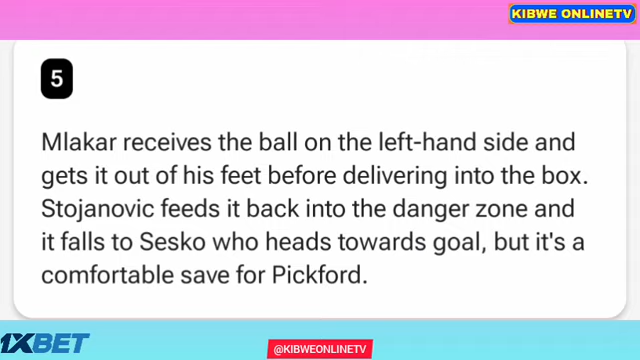 KIBWE ONLINETV
5
Mlakar receives the ball on the left-hand side and
gets it out of his feet before delivering into the box.
Stojanovic feeds it back into the danger zone and
it falls to Sesko who heads towards goal, but it's a
comfortable save for Pickford.
1XBET
@KIBWEONLINETV